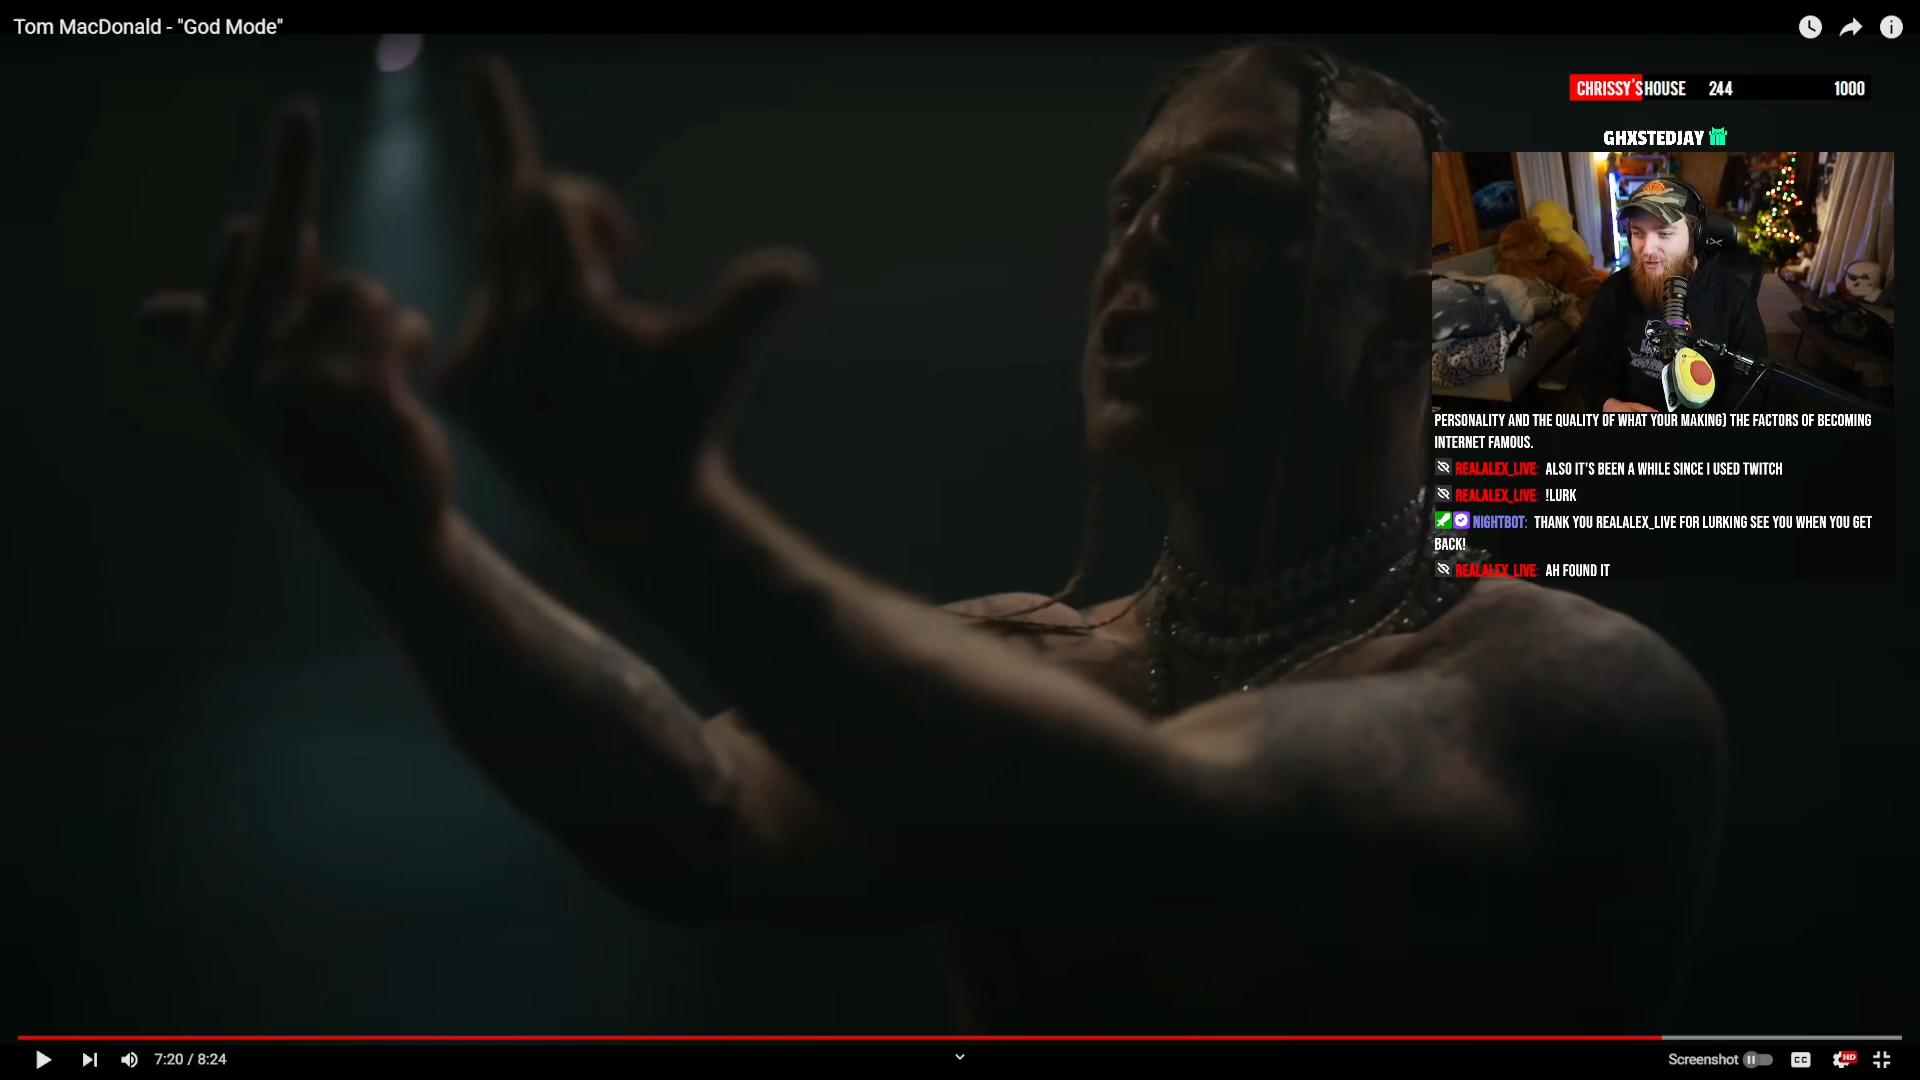 Tom MacDonald - "God Mode"
CHRISSY'S HOUSE 244 1000
GHXSTEDJAY
PERSONALITY AND THE QUALITY OF WHAT YOUR MAKING) THE FACTORS OF BECOMING
INTERNET FAMOUS.
REALALEX_LIVE: ALSO IT'S BEEN A WHILE SINCE I USED TWITCH
REALALEX_LIVE: !LURK
NIGHTBOT: THANK YOU REALALEX_LIVE FOR LURKING SEE YOU WHEN YOU GET
BACK!
REALALEX_LIVE: AH FOUND IT
7:20 / 8:24
Screenshot
CC
HD